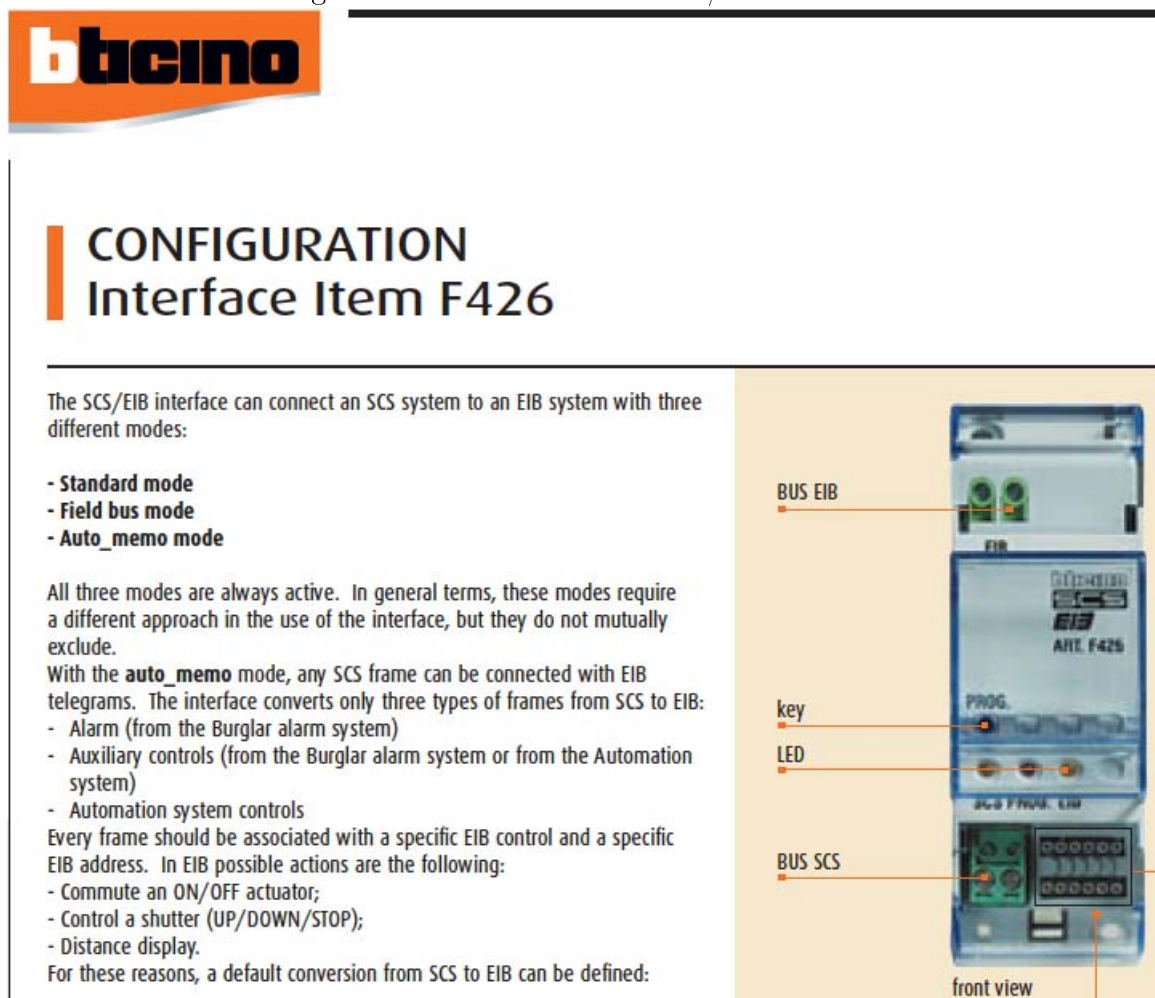 bticino
CONFIGURATION
Interface Item F426
The SCS/EIB interface can connect an SCS system to an EIB system with three
different modes:
- Standard mode
- Field bus mode
- Auto_memo mode
All three modes are always active. In general terms, these modes require
a different approach in the use of the interface, but they do not mutually
exclude.
With the auto_memo mode, any SCS frame can be connected with EIB
telegrams. The interface converts only three types of frames from SCS to EIB:
- Alarm (from the Burglar alarm system)
- Auxiliary controls (from the Burglar alarm system or from the Automation
system)
- Automation system controls
Every frame should be associated with a specific EIB control and a specific
EIB address. In EIB possible actions are the following:
- Commute an ON/OFF actuator;
- Control a shutter (UP/DOWN/STOP);
- Distance display.
For these reasons, a default conversion from SCS to EIB can be defined:
BUS EIB
EIB
bticino
SCS
EIB
ART. F426
PROG.
key
LED
SCS PROG. EIB
BUS SCS
front view